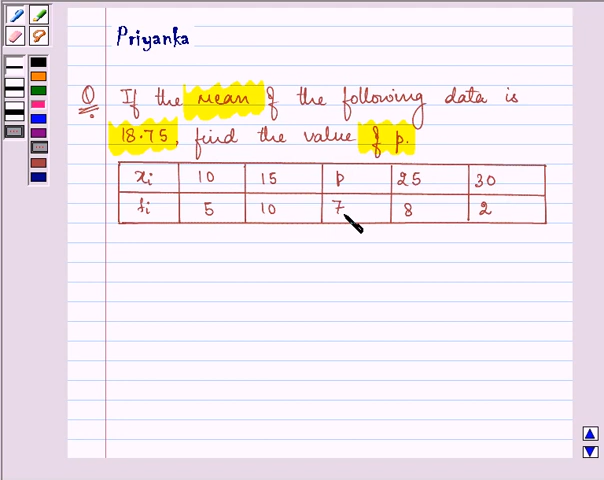 Priyanka
Q. If the mean of the following data is
18.75, find the value of p.
xi 10 15 p 25 30
fi 5 10 7 8 2